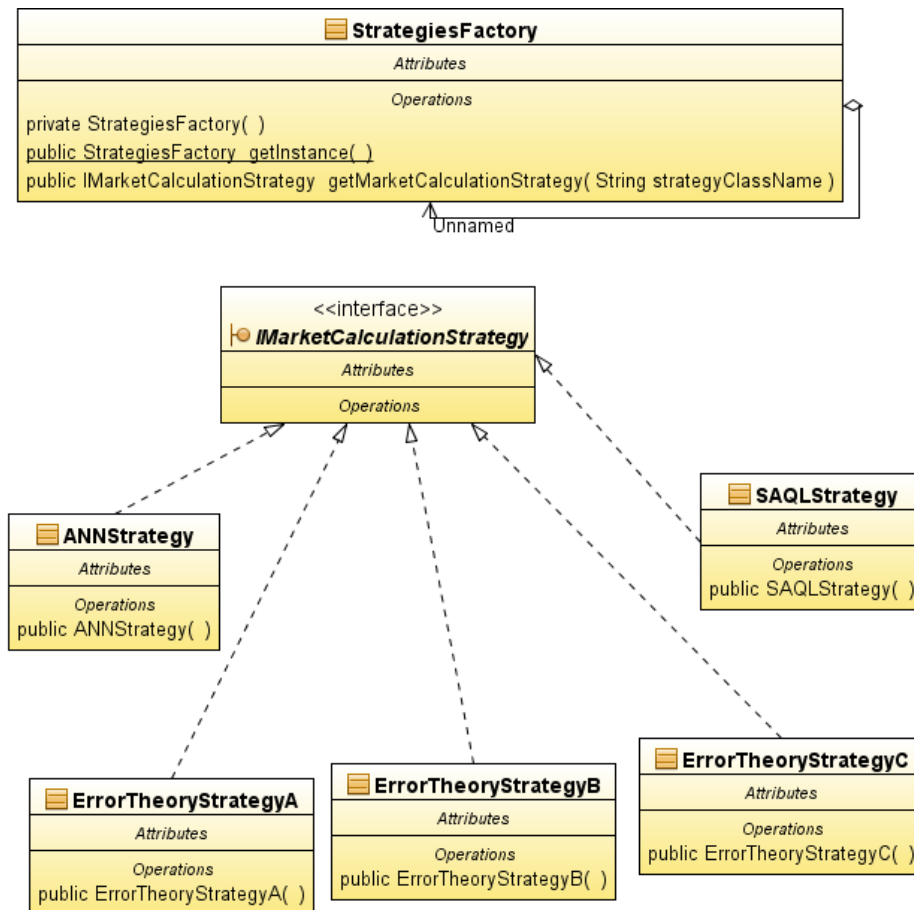 StrategiesFactory
Attributes
Operations
private StrategiesFactory( )
public StrategiesFactory getInstance( )
public IMarketCalculationStrategy getMarketCalculationStrategy( String strategyClassName )
Unnamed
<<interface>>
IMarketCalculationStrategy
Attributes
Operations
ANNStrategy
Attributes
Operations
public ANNStrategy( )
SAQLStrategy
Attributes
Operations
public SAQLStrategy( )
ErrorTheoryStrategyA
Attributes
Operations
public ErrorTheoryStrategyA( )
ErrorTheoryStrategyB
Attributes
Operations
public ErrorTheoryStrategyB( )
ErrorTheoryStrategyC
Attributes
Operations
public ErrorTheoryStrategyC( )